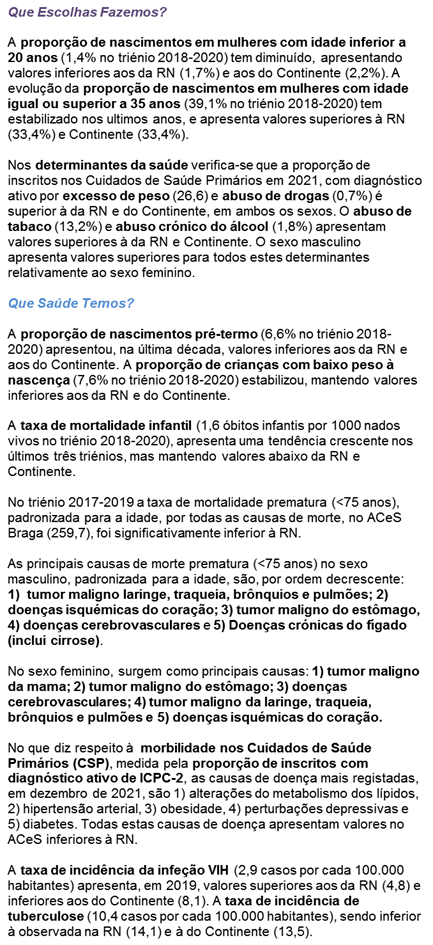 Que Escolhas Fazemos?
A proporção de nascimentos em mulheres com idade inferior a
20 anos (1,4% no triénio 2018-2020) tem diminuído, apresentando
valores inferiores aos da RN (1,7%) e aos do Continente (2,2%). A
evolução da proporção de nascimentos em mulheres com idade
igual ou superior a 35 anos (39,1% no triénio 2018-2020) tem
estabilizado nos ultimos anos, e apresenta valores superiores à RN
(33,4%) e Continente (33,4%).
Nos determinantes da saúde verifica-se que a proporção de
inscritos nos Cuidados de Saúde Primários em 2021, com diagnóstico
ativo por excesso de peso (26,6) e abuso de drogas (0,7%) é
superior à da RN e do Continente, em ambos os sexos. O abuso de
tabaco (13,2%) e abuso crónico do álcool (1,8%) apresentam
valores superiores à da RN e Continente. O sexo masculino
apresenta valores superiores para todos estes determinantes
relativamente ao sexo feminino.
Que Saúde Temos?
A proporção de nascimentos pré-termo (6,6% no triénio 2018-
2020) apresentou, na última década, valores inferiores aos da RN e
aos do Continente. A proporção de crianças com baixo peso à
nascença (7,6% no triénio 2018-2020) estabilizou, mantendo valores
inferiores aos da RN e do Continente.
A taxa de mortalidade infantil (1,6 óbitos infantis por 1000 nados
vivos no triénio 2018-2020), apresenta uma tendência crescente nos
últimos três triénios, mas mantendo valores abaixo da RN e
Continente.
No triénio 2017-2019 a taxa de mortalidade prematura (<75 anos),
padronizada para a idade, por todas as causas de morte, no ACeS
Braga (259,7), foi significativamente inferior à RN.
As principais causas de morte prematura (<75 anos) no sexo
masculino, padronizada para a idade, são, por ordem decrescente:
1) tumor maligno laringe, traqueia, brônquios e pulmões; 2)
doenças isquémicas do coração; 3) tumor maligno do estômago,
4) doenças cerebrovasculares e 5) Doenças crónicas do fígado
(inclui cirrose).
No sexo feminino, surgem como principais causas: 1) tumor maligno
da mama; 2) tumor maligno do estômago; 3) doenças
cerebrovasculares; 4) tumor maligno da laringe, traqueia,
brônquios e pulmões e 5) doenças isquémicas do coração.
No que diz respeito à morbilidade nos Cuidados de Saúde
Primários (CSP), medida pela proporção de inscritos com
diagnóstico ativo de ICPC-2, as causas de doença mais registadas,
em dezembro de 2021, são 1) alterações do metabolismo dos lípidos,
2) hipertensão arterial, 3) obesidade, 4) perturbações depressivas e
5) diabetes. Todas estas causas de doença apresentam valores no
ACeS inferiores à RN.
A taxa de incidência da infeção VIH (2,9 casos por cada 100.000
habitantes) apresenta, em 2019, valores superiores aos da RN (4,8) e
inferiores aos do Continente (8,1). A taxa de incidência de
tuberculose (10,4 casos por cada 100.000 habitantes), sendo inferior
à observada na RN (14,1) e à do Continente (13,5).